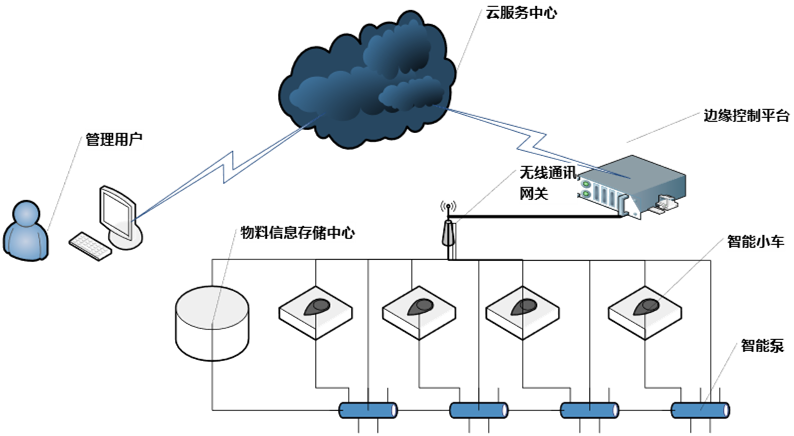 云服务中心
边缘控制平台
管理用户
无线通讯
网关
物料信息存储中心
智能小车
智能泵